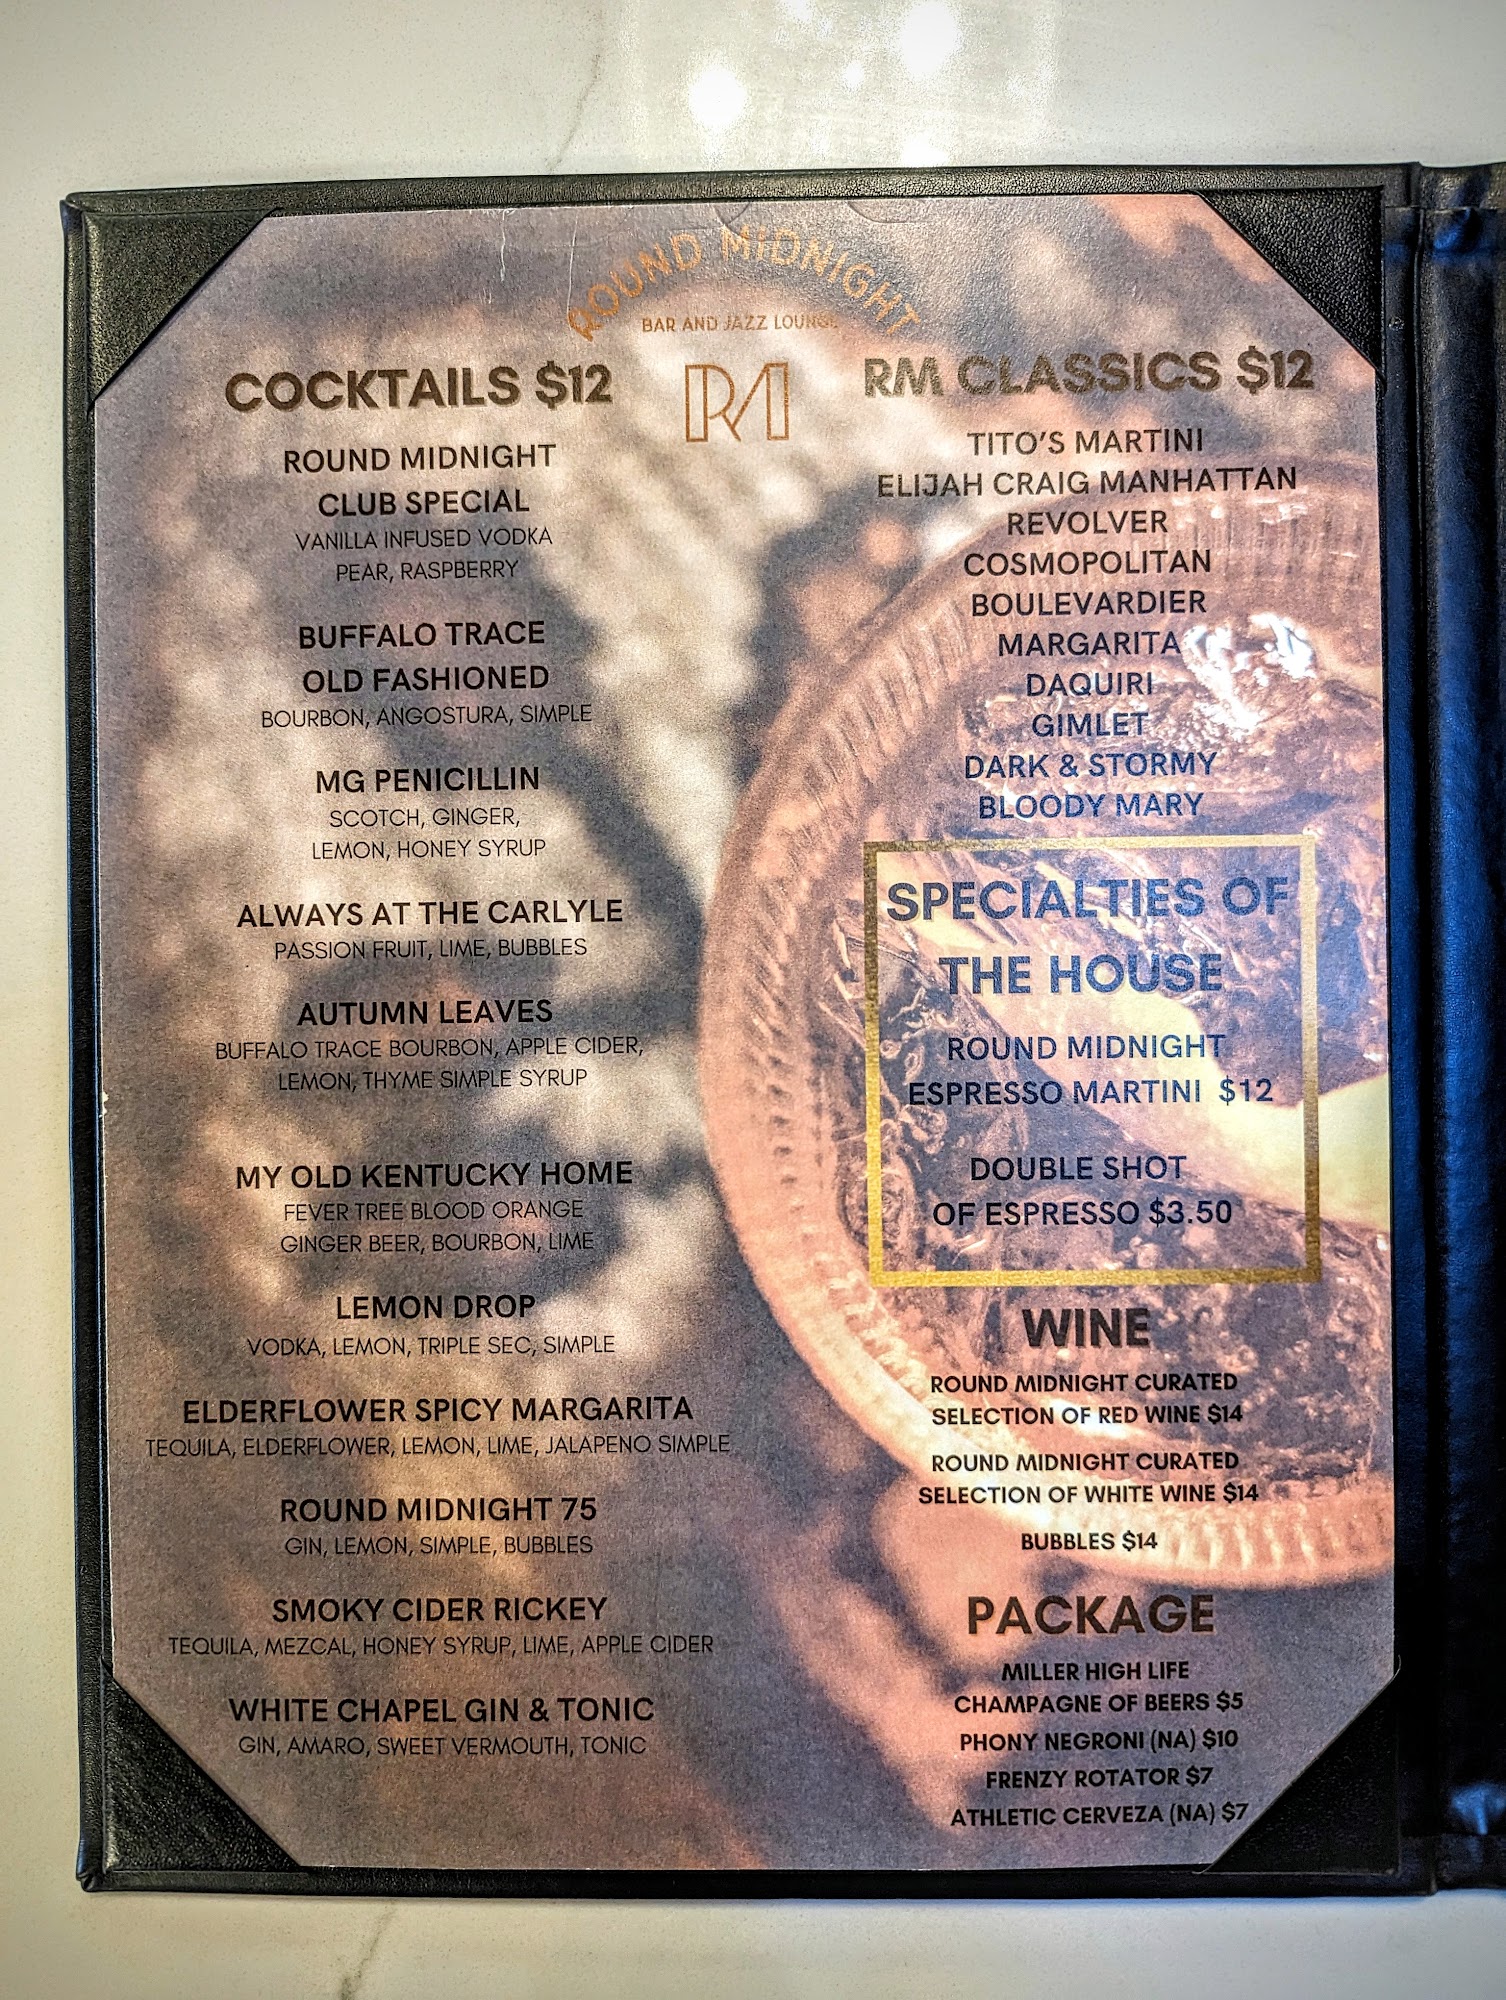 ROUND MIDNIGHT
BAR AND JAZZ LOUNGE
RM
COCKTAILS $12
ROUND MIDNIGHT
CLUB SPECIAL
VANILLA INFUSED VODKA
PEAR, RASPBERRY
BUFFALO TRACE
OLD FASHIONED
BOURBON, ANGOSTURA, SIMPLE
MG PENICILLIN
SCOTCH, GINGER,
LEMON, HONEY SYRUP
ALWAYS AT THE CARLYLE
PASSION FRUIT, LIME, BUBBLES
AUTUMN LEAVES
BUFFALO TRACE BOURBON, APPLE CIDER,
LEMON, THYME SIMPLE SYRUP
MY OLD KENTUCKY HOME
FEVER TREE BLOOD ORANGE
GINGER BEER, BOURBON, LIME
LEMON DROP
VODKA, LEMON, TRIPLE SEC, SIMPLE
ELDERFLOWER SPICY MARGARITA
TEQUILA, ELDERFLOWER, LEMON, LIME, JALAPENO SIMPLE
ROUND MIDNIGHT 75
GIN, LEMON, SIMPLE, BUBBLES
SMOKY CIDER RICKEY
TEQUILA, MEZCAL, HONEY SYRUP, LIME, APPLE CIDER
WHITE CHAPEL GIN & TONIC
GIN, AMARO, SWEET VERMOUTH, TONIC
RM CLASSICS $12
TITO'S MARTINI
ELIJAH CRAIG MANHATTAN
REVOLVER
COSMOPOLITAN
BOULEVARDIER
MARGARITA
DAQUIRI
GIMLET
DARK & STORMY
BLOODY MARY
SPECIALTIES OF
THE HOUSE
ROUND MIDNIGHT
ESPRESSO MARTINI $12
DOUBLE SHOT
OF ESPRESSO $3.50
WINE
ROUND MIDNIGHT CURATED
SELECTION OF RED WINE $14
ROUND MIDNIGHT CURATED
SELECTION OF WHITE WINE $14
BUBBLES $14
PACKAGE
MILLER HIGH LIFE
CHAMPAGNE OF BEERS $5
PHONY NEGRONI (NA) $10
FRENZY ROTATOR $7
ATHLETIC CERVEZA (NA) $7